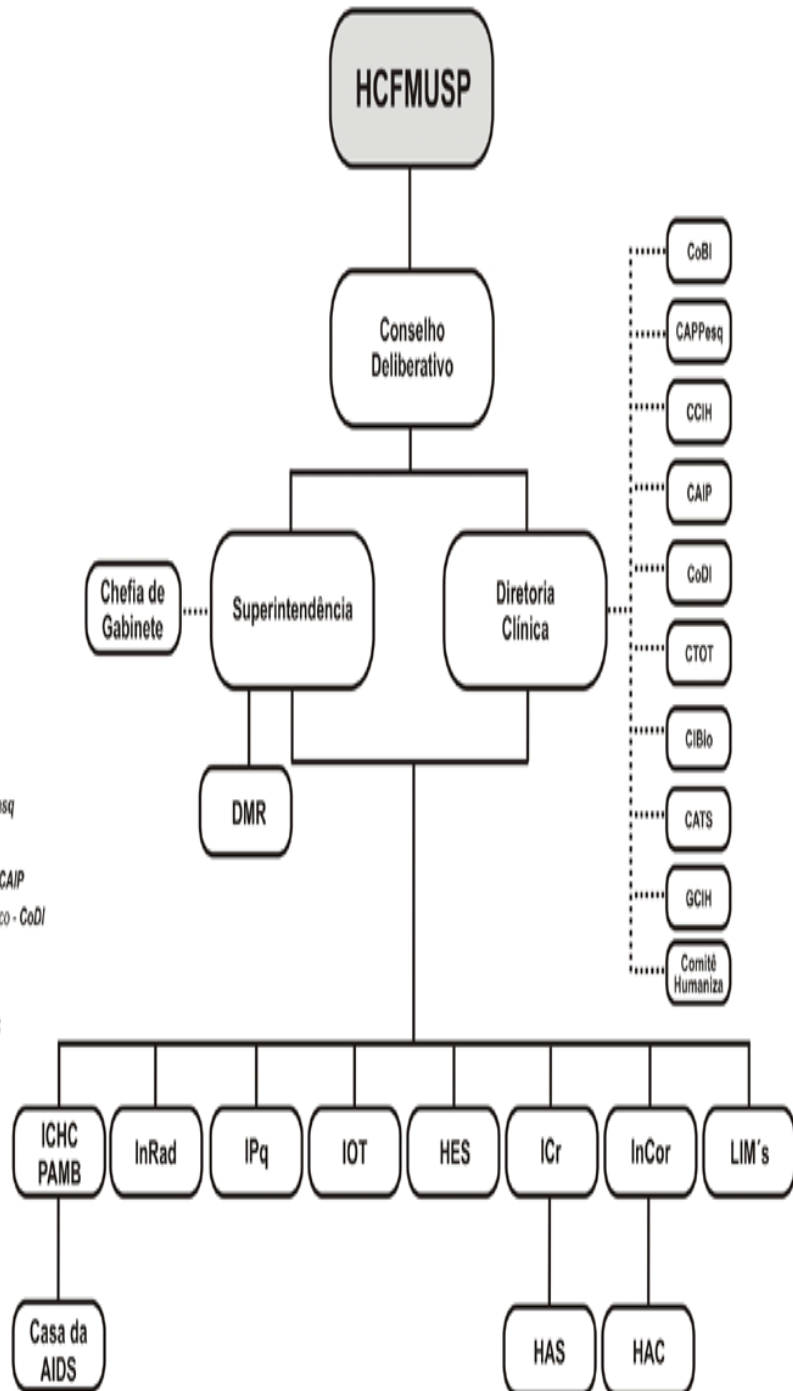 HCFMUSP
Conselho
Deliberativo
CoBI
CAPPesq
CCIH
CAIP
CoDI
CTOT
CIBio
CATS
GCIH
Comitê
Humaniza
Chefia de
Gabinete
Superintendência
Diretoria
Clínica
DMR
CAIP
- CoDI
ICHC
PAMB
InRad
IPq
IOT
HES
ICr
InCor
LIM´s
Casa da
AIDS
HAS
HAC